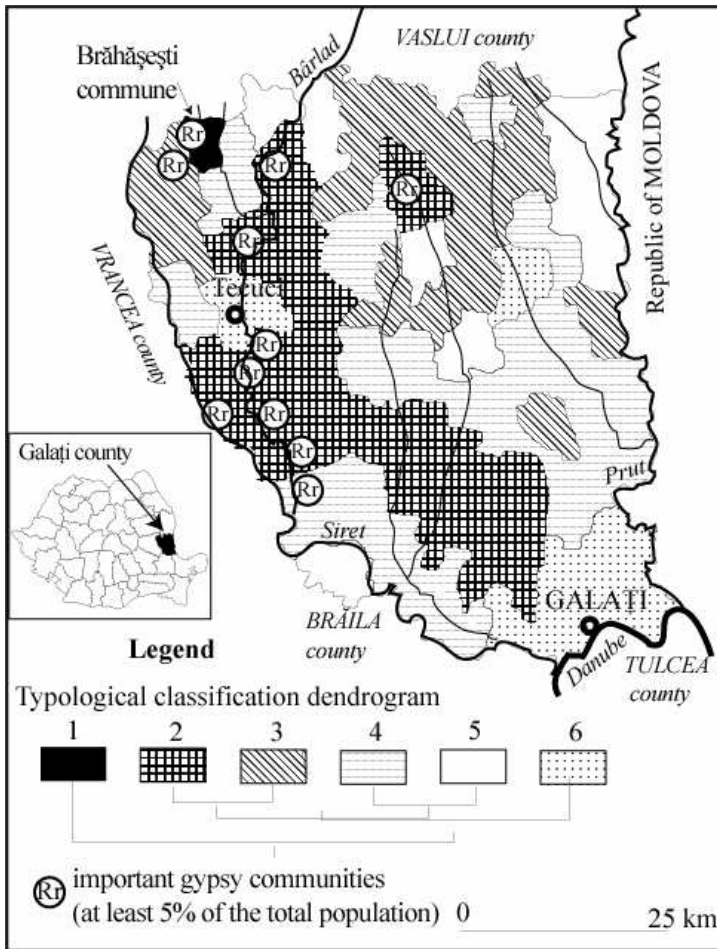 VASLUI county
Brăhăşeşti
commune
Bârlad
Republic of MOLDOVA
Rr
Rr
Rr
Rr
Rr
VRANCEA county
Tecuci
Rr
Rr
Rr
Rr
Rr
Rr
Galați county
Prut
Siret
GALAȚI
BRĂILA
county
Danube
TULCEA
county
Legend
Typological classification dendrogram
1 2 3 4 5 6
Rr important gypsy communities
(at least 5% of the total population)
0 25 km